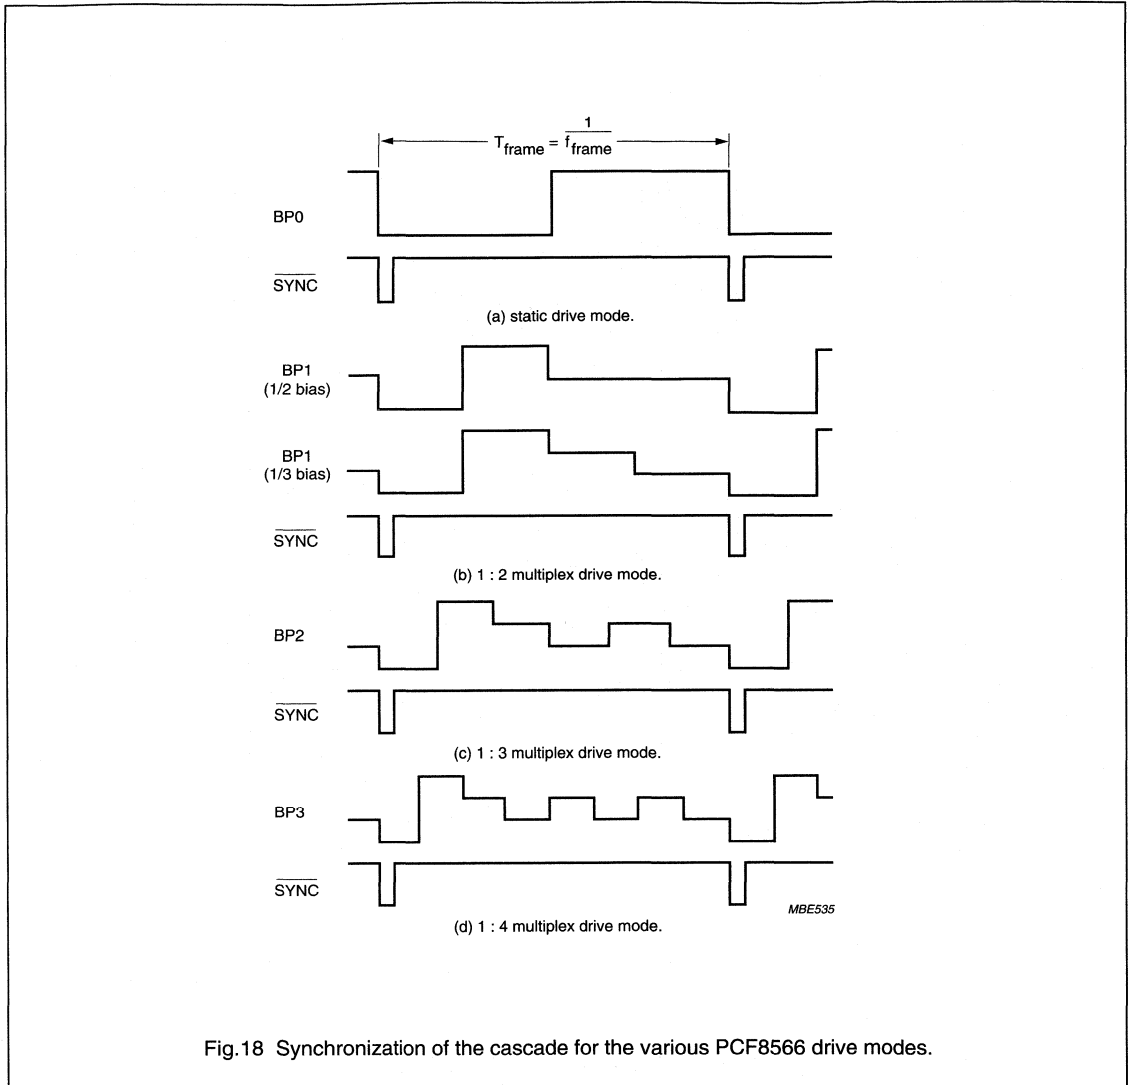 T frame = 1 / f frame
BP0
SYNC
(a) static drive mode.
BP1
(1/2 bias)
BP1
(1/3 bias)
SYNC
(b) 1 : 2 multiplex drive mode.
BP2
SYNC
(c) 1 : 3 multiplex drive mode.
BP3
SYNC
MBE535
(d) 1 : 4 multiplex drive mode.
Fig.18 Synchronization of the cascade for the various PCF8566 drive modes.